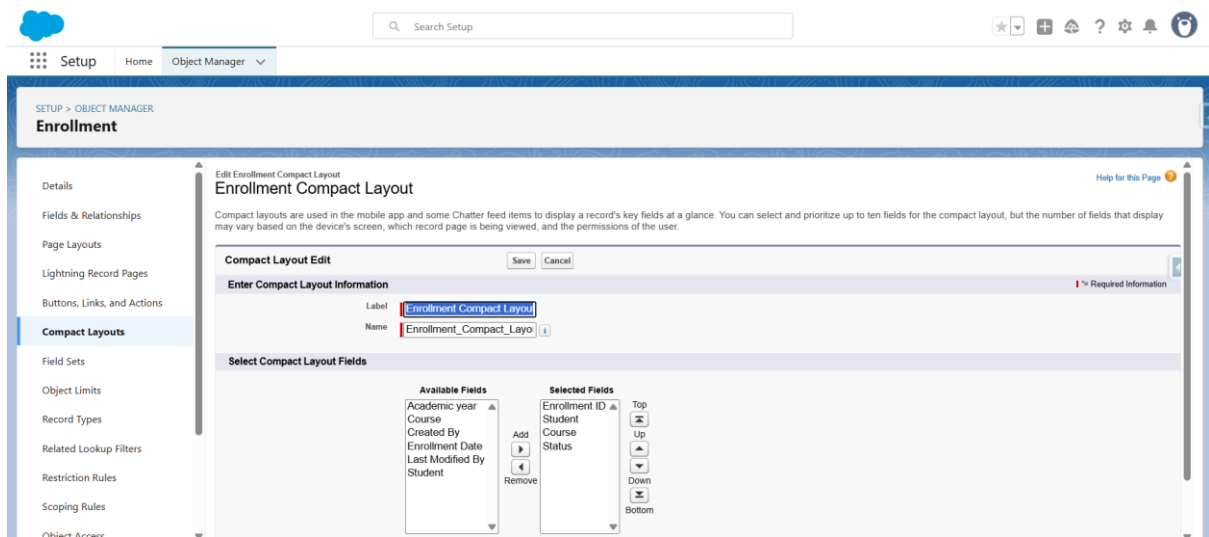 Search Setup
Setup
Home
Object Manager
SETUP > OBJECT MANAGER
Enrollment
Details
Fields & Relationships
Page Layouts
Lightning Record Pages
Buttons, Links, and Actions
Compact Layouts
Field Sets
Object Limits
Record Types
Related Lookup Filters
Restriction Rules
Scoping Rules
Object Access
Edit Enrollment Compact Layout
Enrollment Compact Layout
Help for this Page
Compact layouts are used in the mobile app and some Chatter feed items to display a record's key fields at a glance. You can select and prioritize up to ten fields for the compact layout, but the number of fields that display
may vary based on the device's screen, which record page is being viewed, and the permissions of the user.
Compact Layout Edit
Save
Cancel
Enter Compact Layout Information
= Required Information
Label
Enrollment Compact Layou
Name
Enrollment_Compact_Layo
i
Select Compact Layout Fields
Available Fields
Academic year
Course
Created By
Enrollment Date
Last Modified By
Student
Add
Remove
Selected Fields
Enrollment ID
Student
Course
Status
Top
Up
Down
Bottom